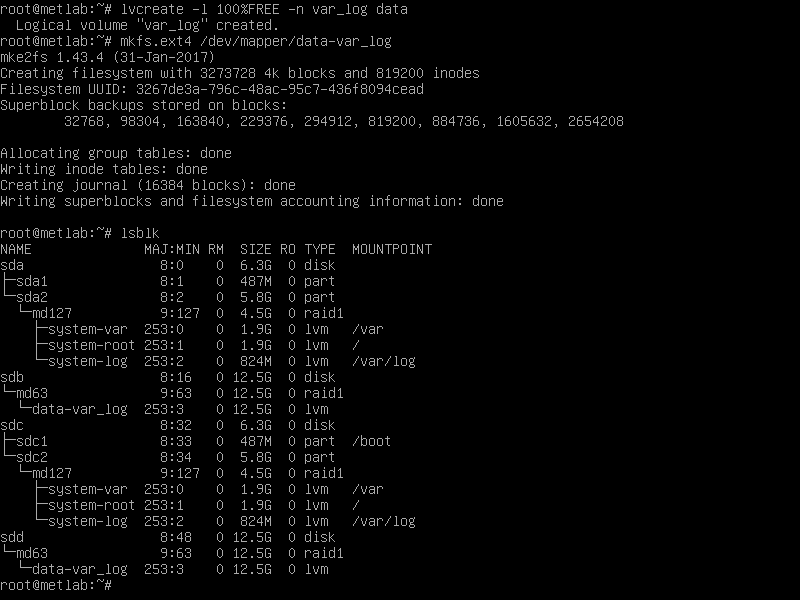 root@metlab:~# lvcreate -l 100%FREE -n var_log data
  Logical volume "var_log" created.
root@metlab:~# mkfs.ext4 /dev/mapper/data-var_log
mke2fs 1.43.4 (31-Jan-2017)
Creating filesystem with 3273728 4k blocks and 819200 inodes
Filesystem UUID: 3267de3a-796c-48ac-95c7-436f8094cead
Superblock backups stored on blocks:
        32768, 98304, 163840, 229376, 294912, 819200, 884736, 1605632, 2654208

Allocating group tables: done
Writing inode tables: done
Creating journal (16384 blocks): done
Writing superblocks and filesystem accounting information: done

root@metlab:~# lsblk
NAME              MAJ:MIN RM  SIZE RO TYPE  MOUNTPOINT
sda                 8:0    0  6.3G  0 disk
├─sda1              8:1    0  487M  0 part
└─sda2              8:2    0  5.8G  0 part
  └─md127           9:127  0  4.5G  0 raid1
    ├─system-var  253:0    0  1.9G  0 lvm   /var
    ├─system-root 253:1    0  1.9G  0 lvm   /
    └─system-log  253:2    0  824M  0 lvm   /var/log
sdb                 8:16   0 12.5G  0 disk
└─md63              9:63   0 12.5G  0 raid1
  └─data-var_log  253:3    0 12.5G  0 lvm
sdc                 8:32   0  6.3G  0 disk
├─sdc1              8:33   0  487M  0 part  /boot
└─sdc2              8:34   0  5.8G  0 part
  └─md127           9:127  0  4.5G  0 raid1
    ├─system-var  253:0    0  1.9G  0 lvm   /var
    ├─system-root 253:1    0  1.9G  0 lvm   /
    └─system-log  253:2    0  824M  0 lvm   /var/log
sdd                 8:48   0 12.5G  0 disk
└─md63              9:63   0 12.5G  0 raid1
  └─data-var_log  253:3    0 12.5G  0 lvm
root@metlab:~#